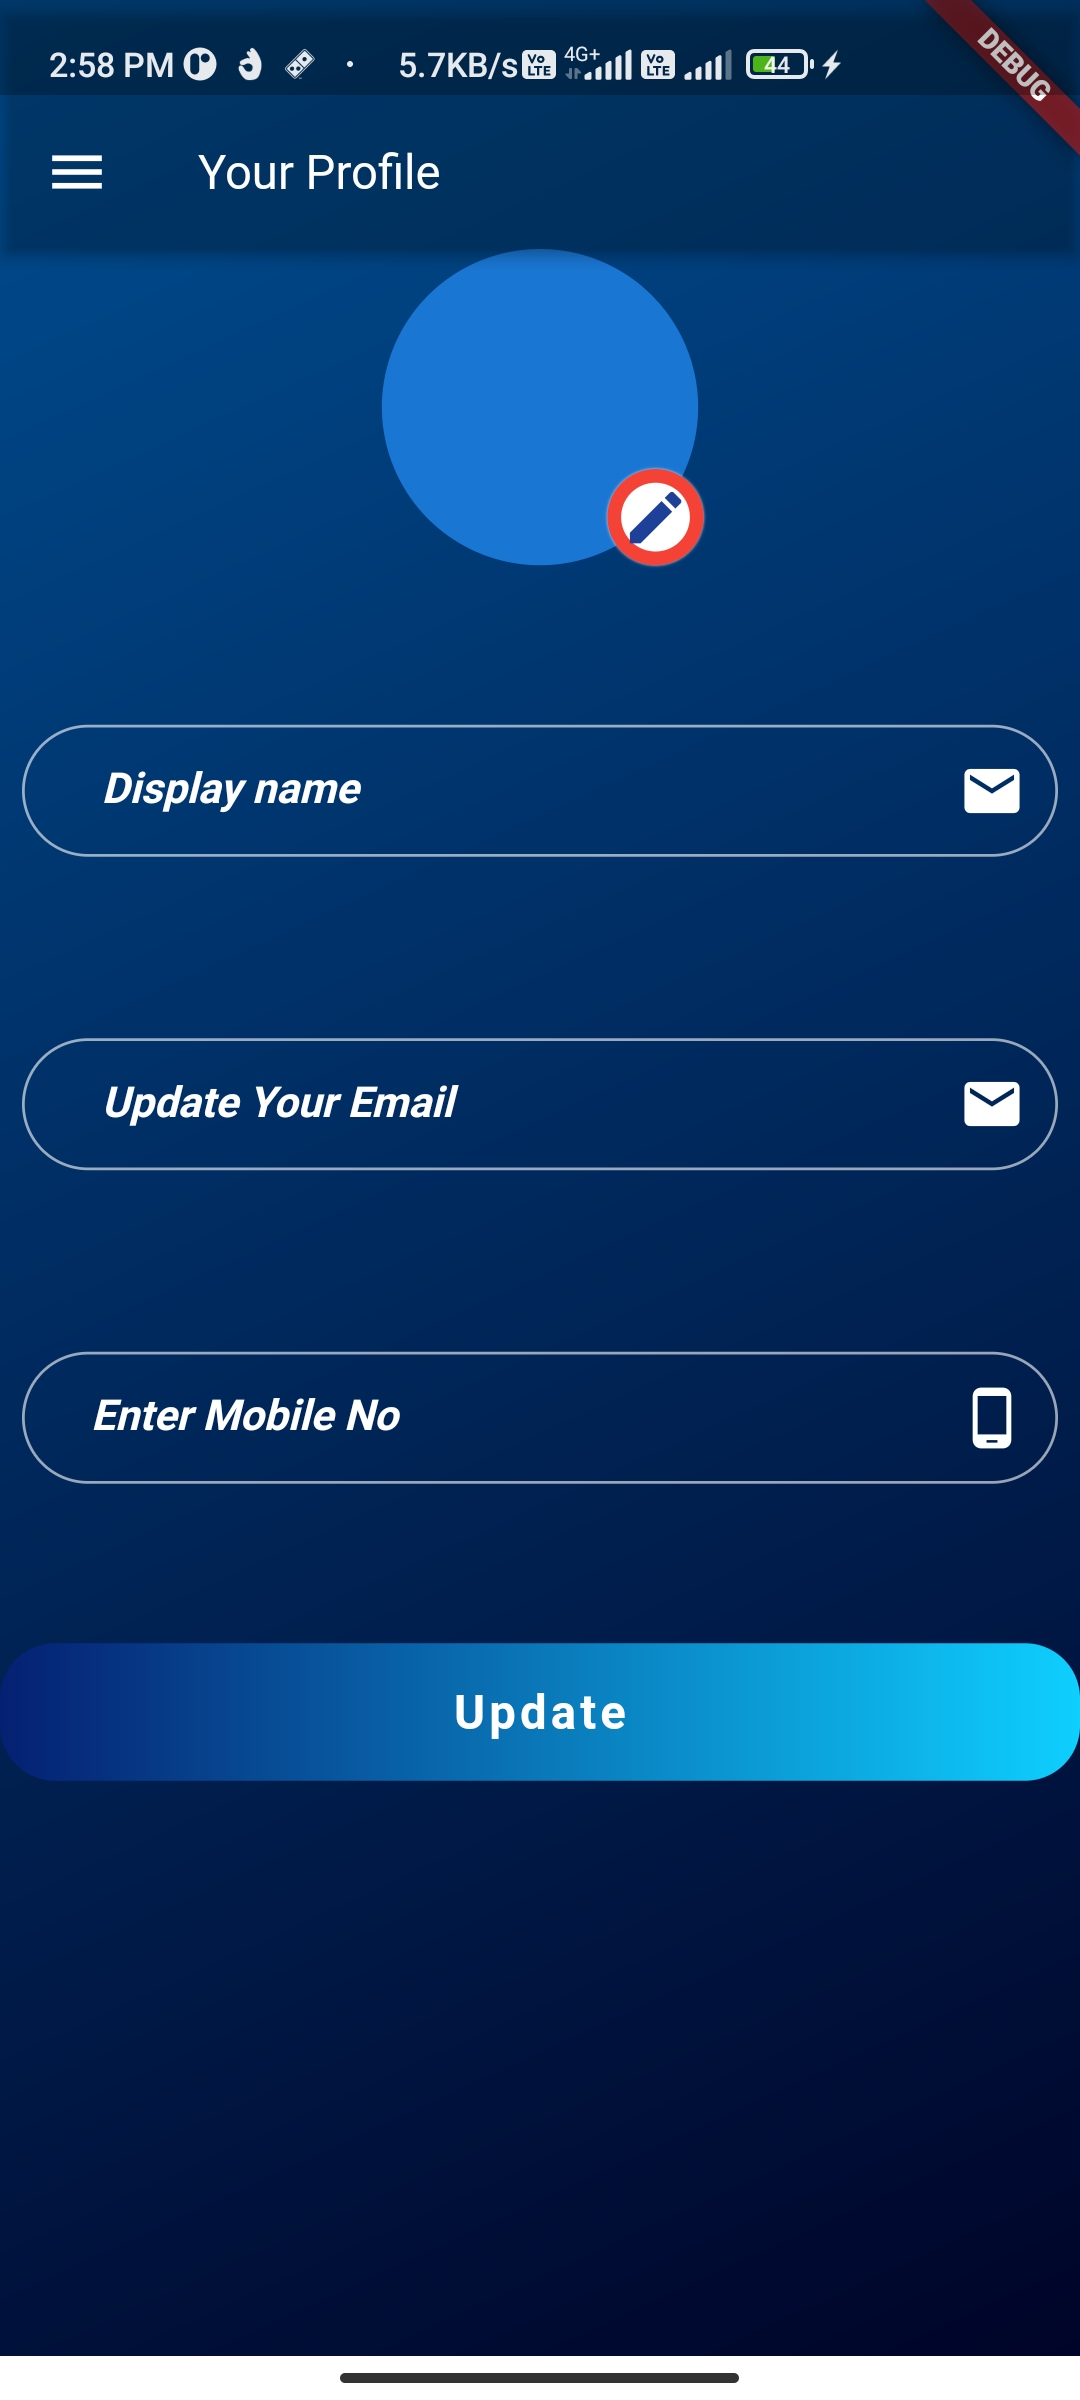 2:58 PM 5.7KB/s Vo LTE 4G+ Vo LTE 44
DEBUG
Your Profile
Display name
Update Your Email
Enter Mobile No
Update